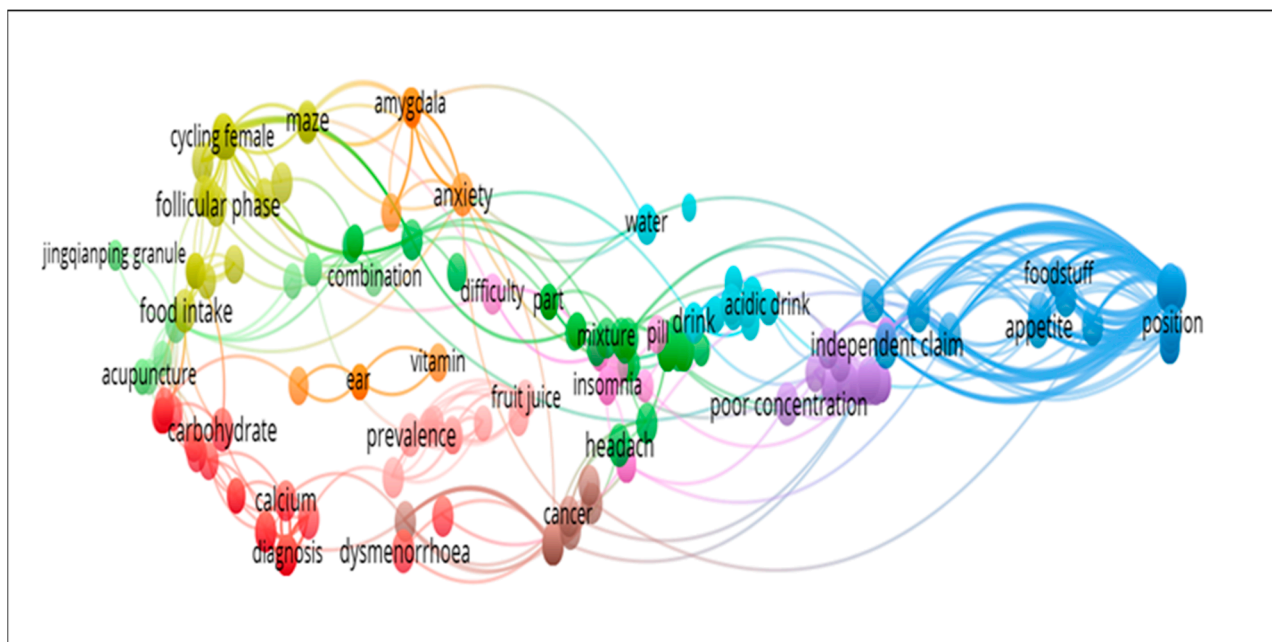 amygdala
maze
cycling female
anxiety
follicular phase
water
jingqianping granule
combination
difficulty
part
foodstuff
food intake
acidic drink
mixture
pill
drink
appetite
position
independent claim
acupuncture
ear
vitamin
insomnia
fruit juice
poor concentration
carbohydrate
prevalence
headach
calcium
cancer
diagnosis
dysmenorrhoea